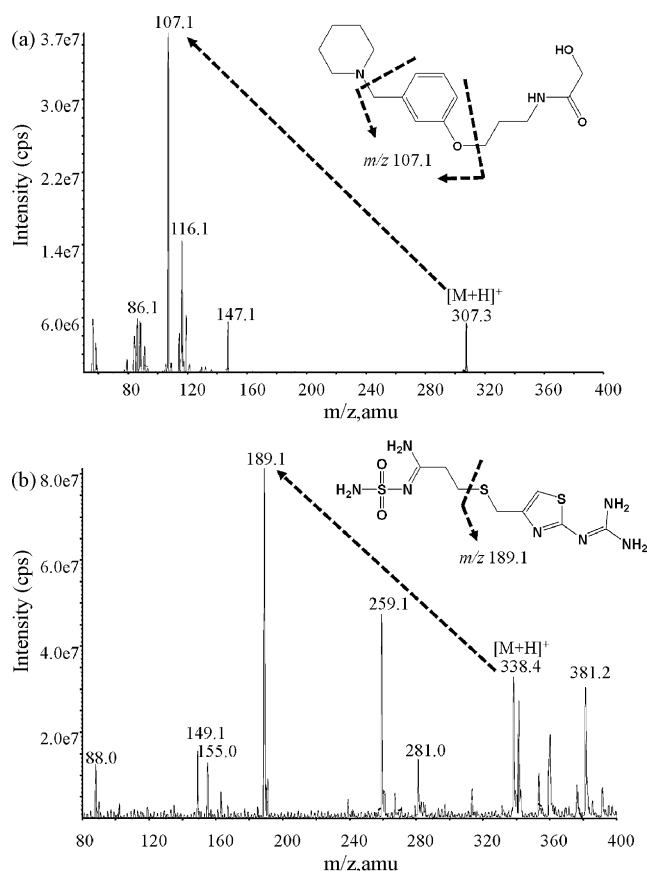 (a)
107.1
3.7e7
3.0e7
2.2e7
1.4e7
6.0e6
Intensity (cps)
N
O
HN
O
HO
m/z 107.1
116.1
86.1
147.1
[M+H]+
307.3
80 120 160 200 240 280 320 360 400
m/z,amu
(b)
189.1
8.0e7
6.0e7
4.0e7
2.0e7
Intensity (cps)
H2N
O
H2N S N
O
S
S
N
N
NH2
NH2
m/z 189.1
259.1
[M+H]+
338.4
381.2
149.1
155.0
88.0
281.0
80 120 160 200 240 280 320 360 400
m/z,amu